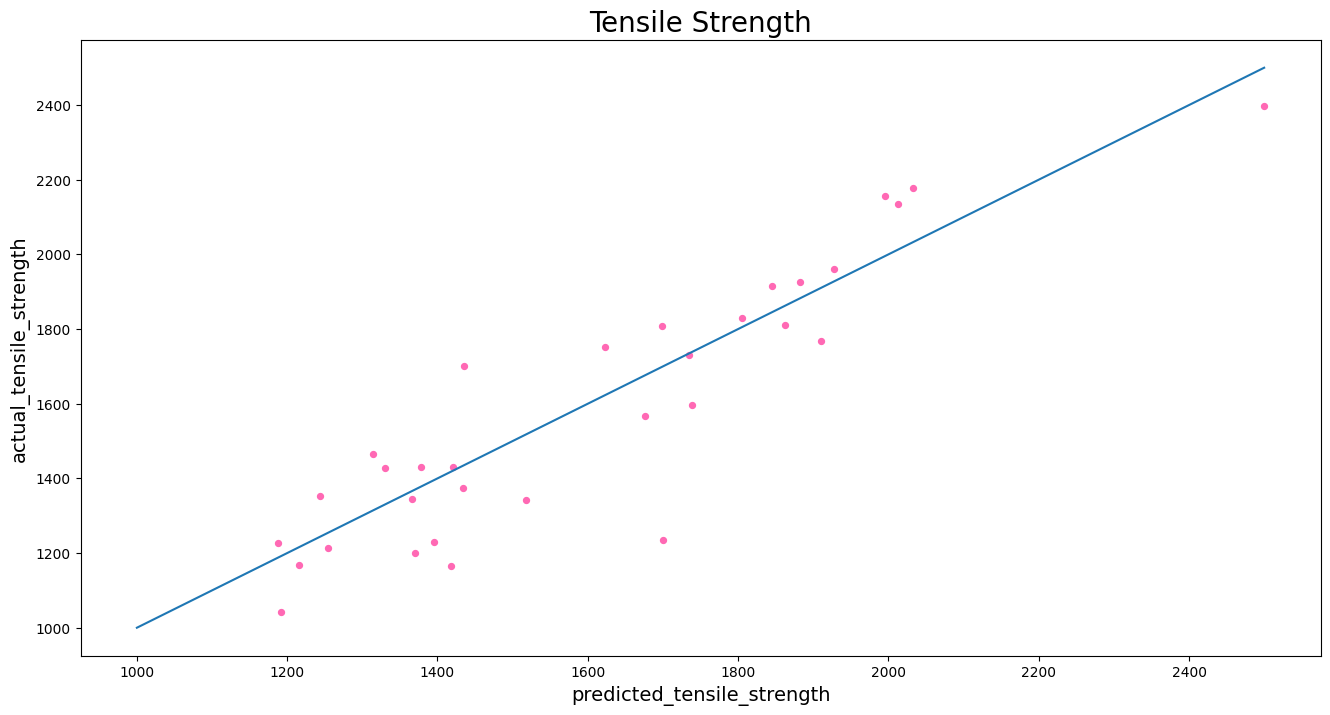 Tensile Strength
actual_tensile_strength
2400
2200
2000
1800
1600
1400
1200
1000
1000 1200 1400 1600 1800 2000 2200 2400
predicted_tensile_strength